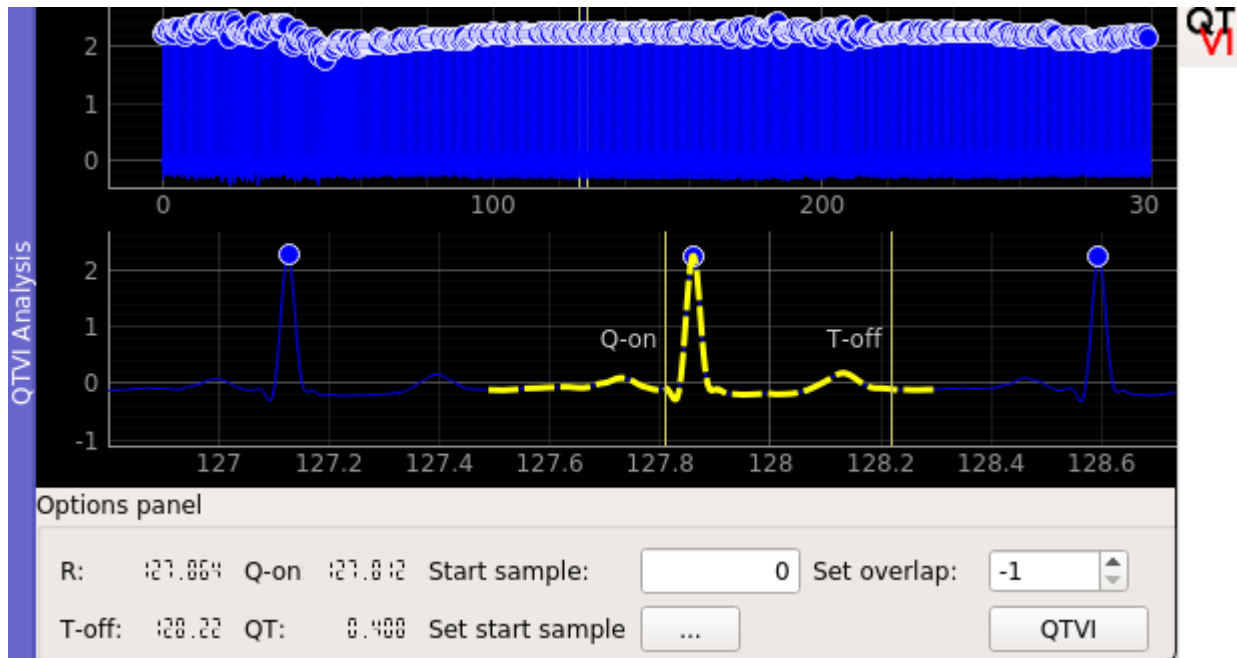 QT
VI
2
1
0
0 100 200 30
QTVI Analysis
2
1
0
-1
Q-on T-off
127 127.2 127.4 127.6 127.8 128 128.2 128.4 128.6
Options panel
R: 127.864 Q-on 127.812 Start sample: 0 Set overlap: -1
T-off: 128.22 QT: 0.408 Set start sample ... QTVI